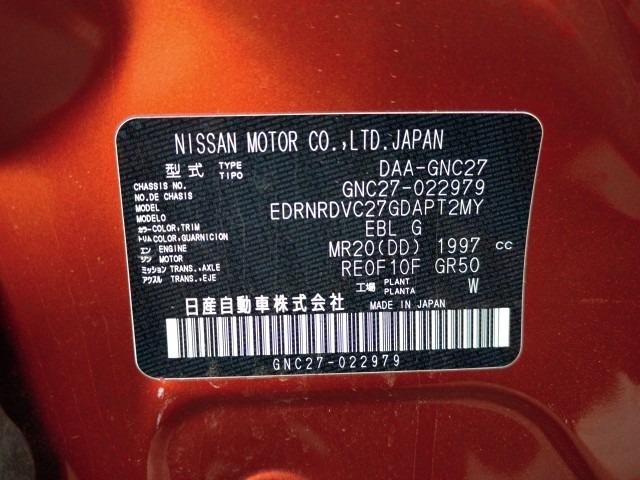 NISSAN MOTOR CO.,LTD.JAPAN
型式 TYPE TIPO DAA-GNC27
CHASSIS NO. NO.DE CHASIS GNC27-022979
MODEL MODELO EDRNRDVC27GDAPT2MY
カラー COLOR,TRIM トリム COLOR,GUARNICION EBL G
エン ENGINE ジン MOTOR MR20(DD) 1997 cc
ミッション TRANS.,AXLE アクスル TRANS.,EJE RE0F10F GR50
工場 PLANT PLANTA W
日産自動車株式会社 MADE IN JAPAN
GNC27-022979